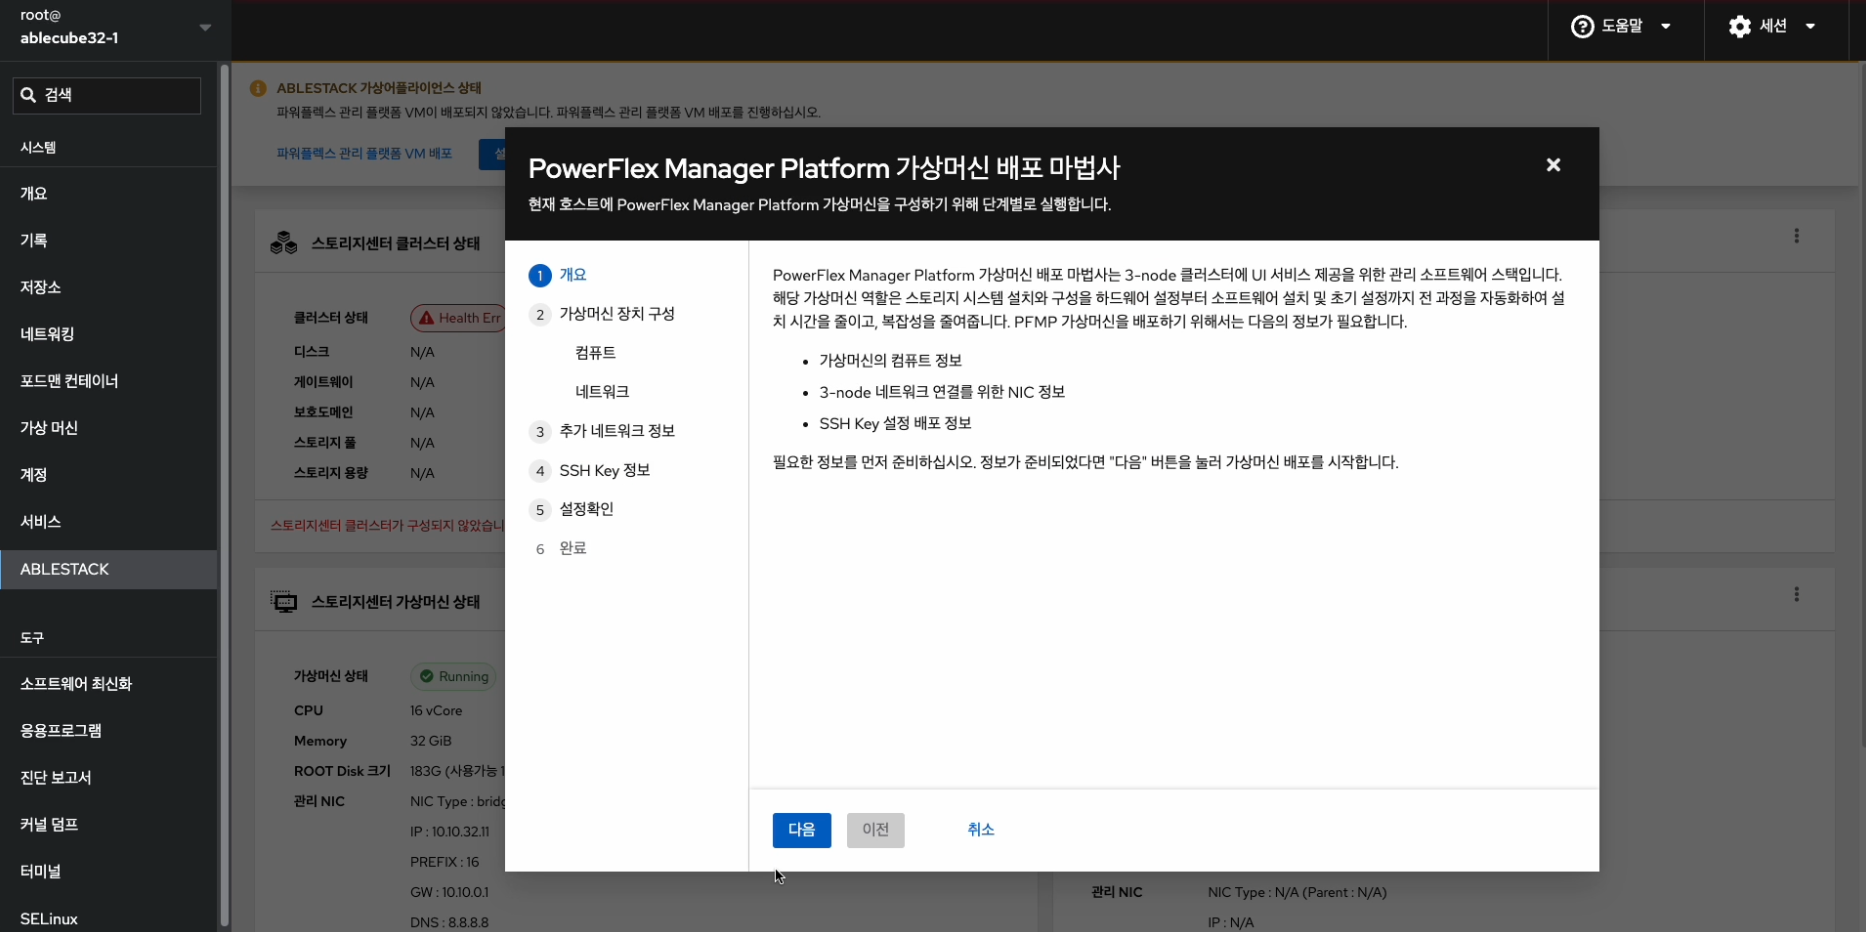 root@
ablecube32-1
도움말
세션
검색
시스템
개요
기록
저장소
네트워킹
포드맨 컨테이너
가상 머신
계정
서비스
ABLESTACK
도구
소프트웨어 최신화
응용프로그램
진단 보고서
커널 덤프
터미널
SELinux
ABLESTACK 가상어플라이언스 상태
파워플렉스 관리 플랫폼 VM이 배포되지 않았습니다. 파워플렉스 관리 플랫폼 VM 배포를 진행하십시오.
파워플렉스 관리 플랫폼 VM 배포
스토리지센터 클러스터 상태
클러스터 상태 Health Err
디스크 N/A
게이트웨이 N/A
보호도메인 N/A
스토리지 풀 N/A
스토리지 용량 N/A
스토리지센터 클러스터가 구성되지 않았습니
스토리지센터 가상머신 상태
가상머신 상태 Running
CPU 16 vCore
Memory 32 GiB
ROOT Disk 크기 183G (사용가능 1
관리 NIC NIC Type : bridg
IP : 10.10.32.11
PREFIX : 16
GW : 10.10.0.1
DNS : 8.8.8.8
PowerFlex Manager Platform 가상머신 배포 마법사
현재 호스트에 PowerFlex Manager Platform 가상머신을 구성하기 위해 단계별로 실행합니다.
1 개요
2 가상머신 장치 구성
컴퓨트
네트워크
3 추가 네트워크 정보
4 SSH Key 정보
5 설정확인
6 완료
PowerFlex Manager Platform 가상머신 배포 마법사는 3-node 클러스터에 UI 서비스 제공을 위한 관리 소프트웨어 스택입니다.
해당 가상머신 역할은 스토리지 시스템 설치와 구성을 하드웨어 설정부터 소프트웨어 설치 및 초기 설정까지 전 과정을 자동화하여 설
치 시간을 줄이고, 복잡성을 줄여줍니다. PFMP 가상머신을 배포하기 위해서는 다음의 정보가 필요합니다.
• 가상머신의 컴퓨트 정보
• 3-node 네트워크 연결를 위한 NIC 정보
• SSH Key 설정 배포 정보
필요한 정보를 먼저 준비하십시오. 정보가 준비되었다면 "다음" 버튼을 눌러 가상머신 배포를 시작합니다.
다음 이전 취소
관리 NIC NIC Type : N/A (Parent : N/A)
IP : N/A